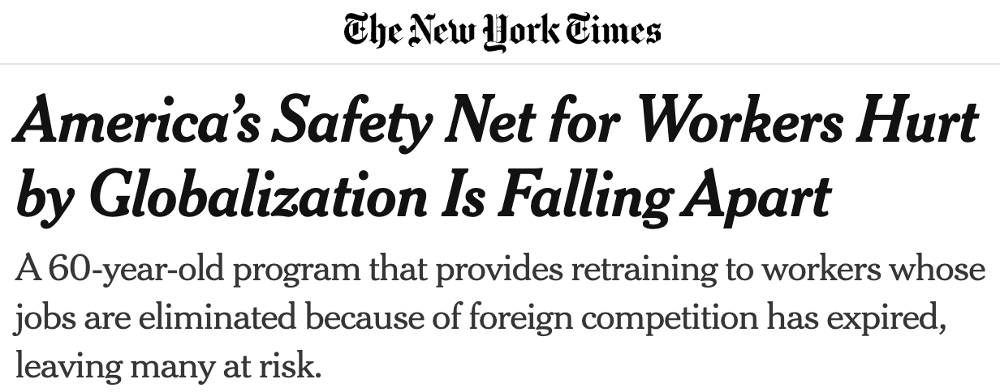 The New York Times
America’s Safety Net for Workers Hurt
by Globalization Is Falling Apart
A 60-year-old program that provides retraining to workers whose
jobs are eliminated because of foreign competition has expired,
leaving many at risk.